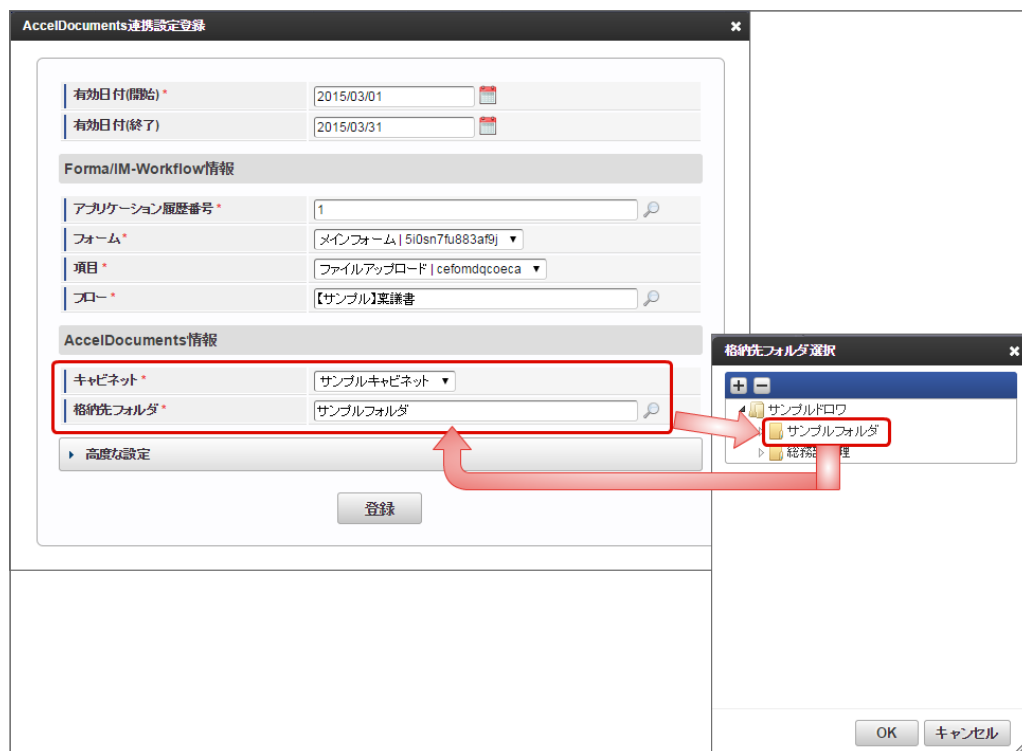 AccelDocuments連携設定登録
有効日付(開始)*
2015/03/01
有効日付(終了)
2015/03/31
Forma/IM-Workflow情報
アプリケーション履歴番号*
1
フォーム*
メインフォーム | 5i0sn7fu883af9j
項目*
ファイルアップロード | cefomdqcoeca
フロー*
【サンプル】稟議書
AccelDocuments情報
キャビネット*
サンプルキャビネット
格納先フォルダ*
サンプルフォルダ
高度な設定
登録
格納先フォルダ選択
サンプルドロワ
サンプルフォルダ
総務
理
OK
キャンセル